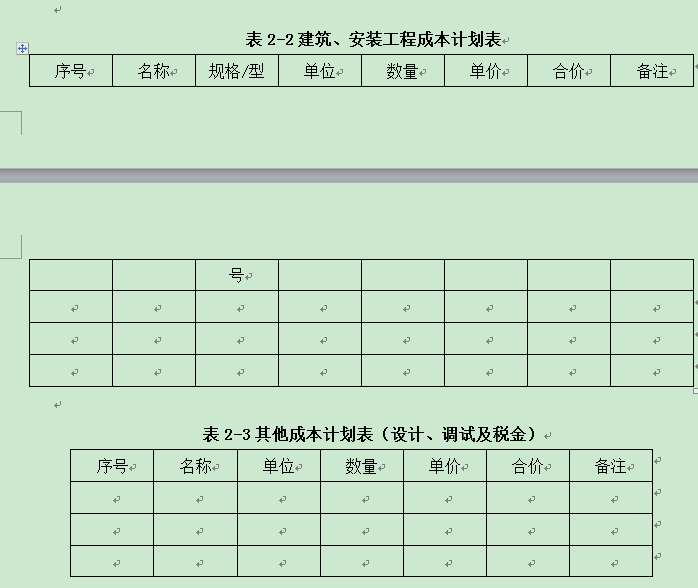 表 2-2 建筑、安装工程成本计划表
序号 名称 规格/型 单位 数量 单价 合价 备注
号
表 2-3 其他成本计划表（设计、调试及税金）
序号 名称 单位 数量 单价 合价 备注